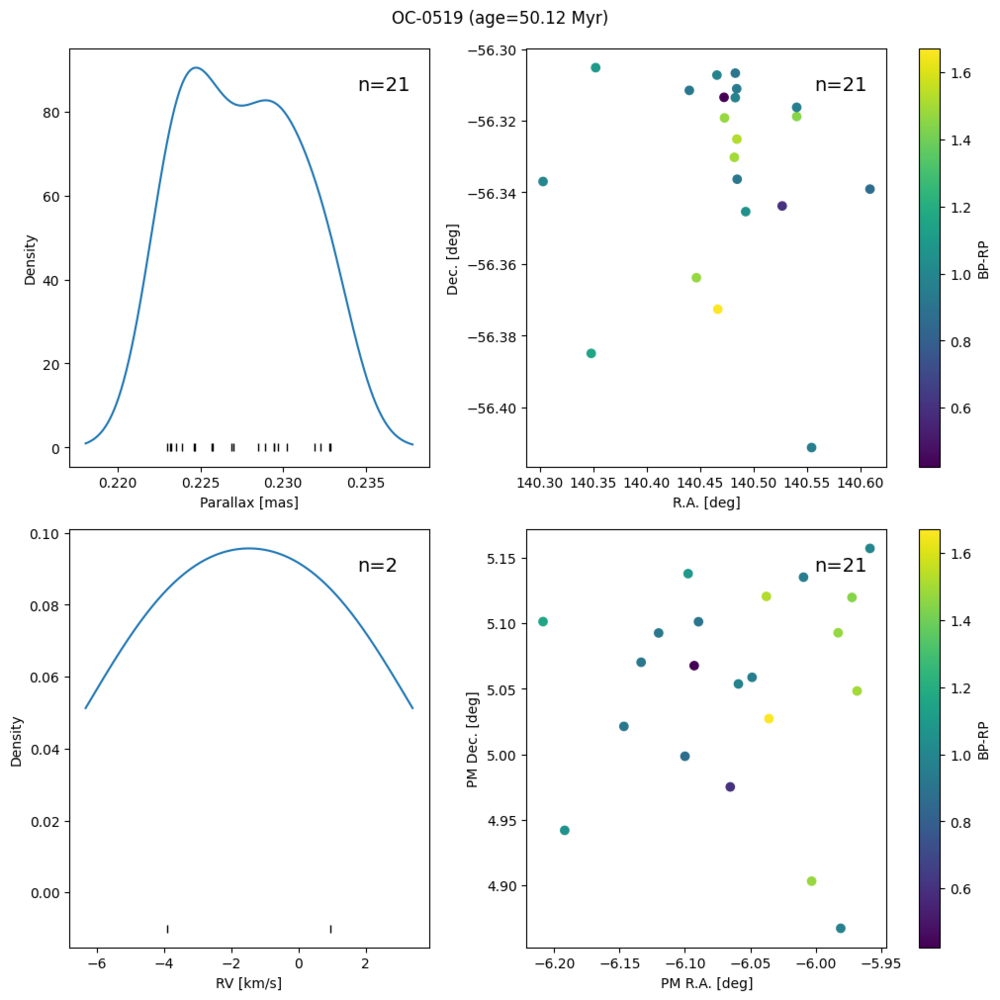 OC-0519 (age=50.12 Myr)
n=21
Density
80
60
40
20
0
0.220 0.225 0.230 0.235
Parallax [mas]
n=21
Dec. [deg]
−56.30
−56.32
−56.34
−56.36
−56.38
−56.40
140.30 140.35 140.40 140.45 140.50 140.55 140.60
R.A. [deg]
1.6
1.4
1.2
1.0
0.8
0.6
BP-RP
n=2
Density
0.10
0.08
0.06
0.04
0.02
0.00
−6 −4 −2 0 2
RV [km/s]
n=21
PM Dec. [deg]
5.15
5.10
5.05
5.00
4.95
4.90
−6.20 −6.15 −6.10 −6.05 −6.00 −5.95
PM R.A. [deg]
1.6
1.4
1.2
1.0
0.8
0.6
BP-RP